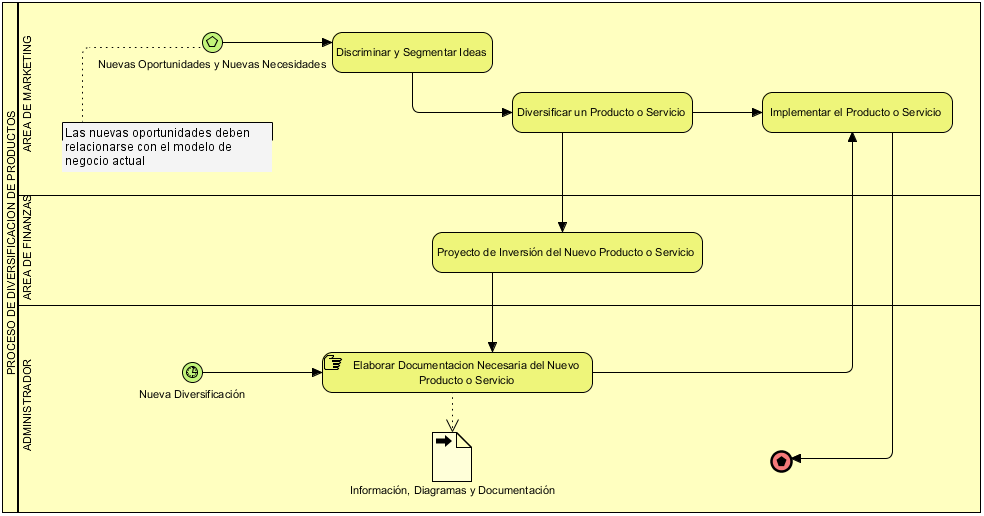 PROCESO DE DIVERSIFICACION DE PRODUCTOS
AREA DE MARKETING
Nuevas Oportunidades y Nuevas Necesidades
Discriminar y Segmentar Ideas
Diversificar un Producto o Servicio
Implementar el Producto o Servicio
Las nuevas oportunidades deben
relacionarse con el modelo de
negocio actual
AREA DE FINANZAS
Proyecto de Inversión del Nuevo Producto o Servicio
ADMINISTRADOR
Nueva Diversificación
Elaborar Documentacion Necesaria del Nuevo
Producto o Servicio
Información, Diagramas y Documentación